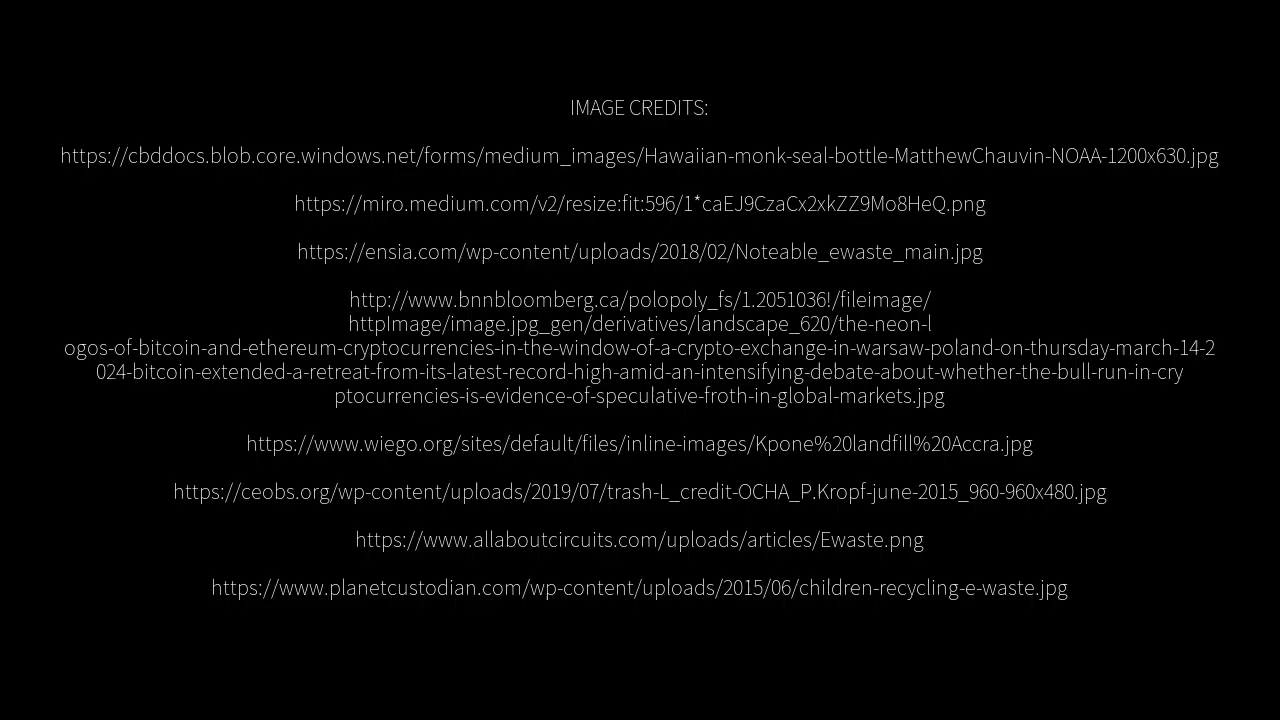 IMAGE CREDITS:
https://cbddocs.blob.core.windows.net/forms/medium_images/Hawaiian-monk-seal-bottle-MatthewChauvin-NOAA-1200x630.jpg
https://miro.medium.com/v2/resize:fit:596/1*caEJ9CzaCx2xkZZ9Mo8HeQ.png
https://ensia.com/wp-content/uploads/2018/02/Noteable_ewaste_main.jpg
http://www.bnnbloomberg.ca/polopoly_fs/1.2051036!/fileimage/
httpImage/image.jpg_gen/derivatives/landscape_620/the-neon-l
ogos-of-bitcoin-and-ethereum-cryptocurrencies-in-the-window-of-a-crypto-exchange-in-warsaw-poland-on-thursday-march-14-2
024-bitcoin-extended-a-retreat-from-its-latest-record-high-amid-an-intensifying-debate-about-whether-the-bull-run-in-cry
ptocurrencies-is-evidence-of-speculative-froth-in-global-markets.jpg
https://www.wiego.org/sites/default/files/inline-images/Kpone%20landfill%20Accra.jpg
https://ceobs.org/wp-content/uploads/2019/07/trash-L_credit-OCHA_P.Kropf-june-2015_960-960x480.jpg
https://www.allaboutcircuits.com/uploads/articles/Ewaste.png
https://www.planetcustodian.com/wp-content/uploads/2015/06/children-recycling-e-waste.jpg